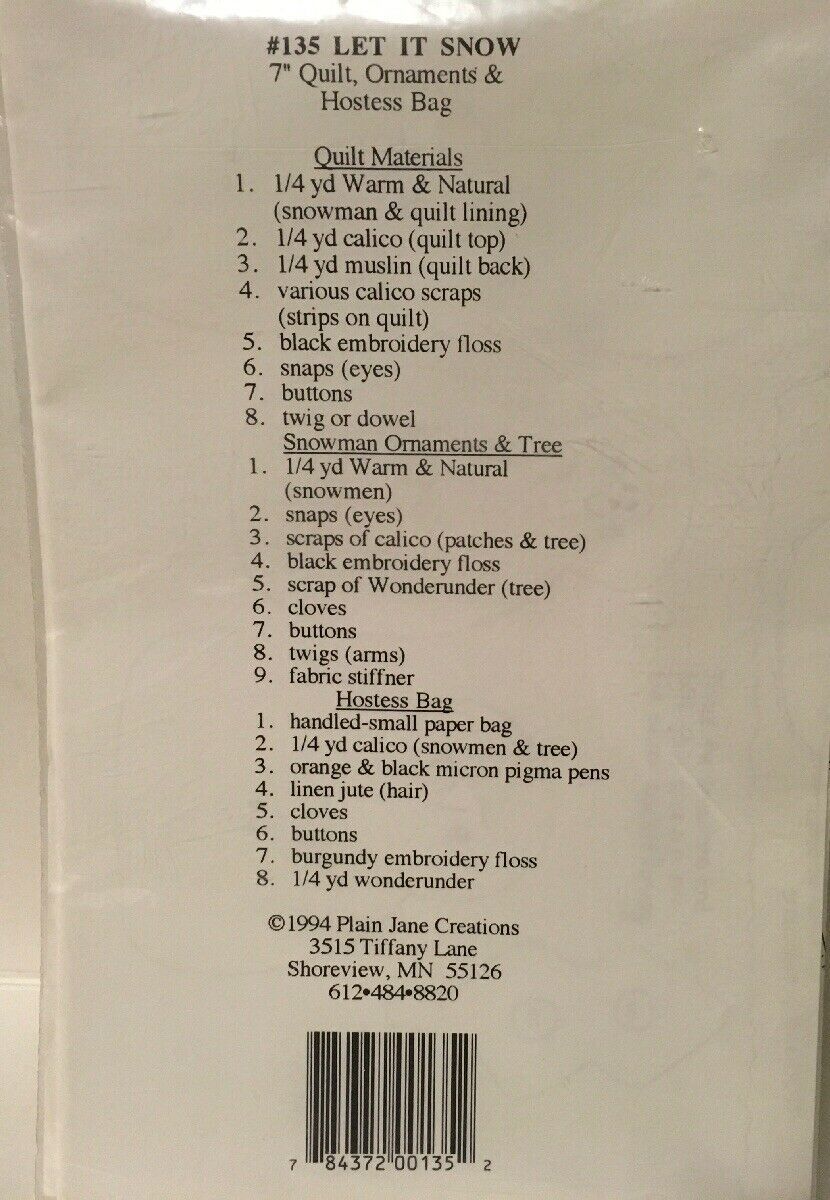 #135 LET IT SNOW
7" Quilt, Ornaments &
Hostess Bag
Quilt Materials
1. 1/4 yd Warm & Natural
(snowman & quilt lining)
2. 1/4 yd calico (quilt top)
3. 1/4 yd muslin (quilt back)
4. various calico scraps
(strips on quilt)
5. black embroidery floss
6. snaps (eyes)
7. buttons
8. twig or dowel
Snowman Ornaments & Tree
1. 1/4 yd Warm & Natural
(snowmen)
2. snaps (eyes)
3. scraps of calico (patches & tree)
4. black embroidery floss
5. scrap of Wonderunder (tree)
6. cloves
7. buttons
8. twigs (arms)
9. fabric stiffner
Hostess Bag
1. handled-small paper bag
2. 1/4 yd calico (snowmen & tree)
3. orange & black micron pigma pens
4. linen jute (hair)
5. cloves
6. buttons
7. burgundy embroidery floss
8. 1/4 yd wonderunder
©1994 Plain Jane Creations
3515 Tiffany Lane
Shoreview, MN 55126
612•484•8820
7 84372 00135 2